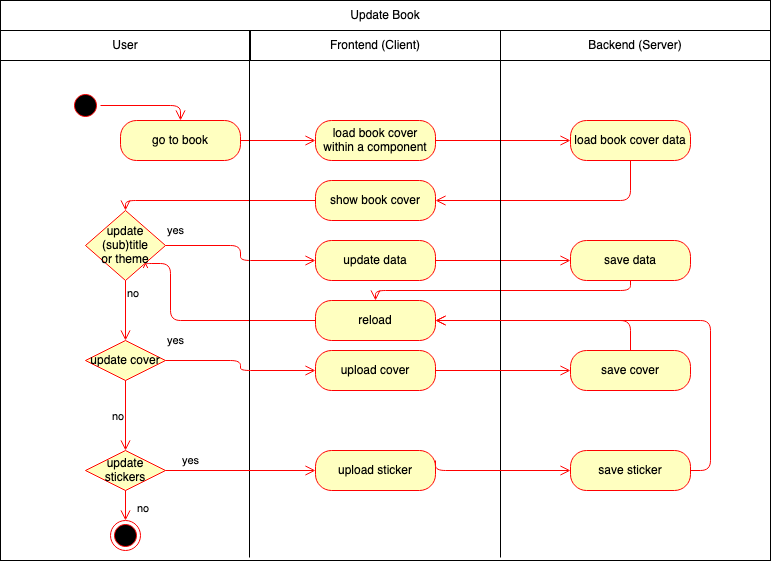 Update Book
User
Frontend (Client)
Backend (Server)
go to book
load book cover
within a component
load book cover data
show book cover
update
(sub)title
or theme
yes
update data
save data
no
reload
yes
update cover
upload cover
save cover
no
update
stickers
yes
upload sticker
save sticker
no